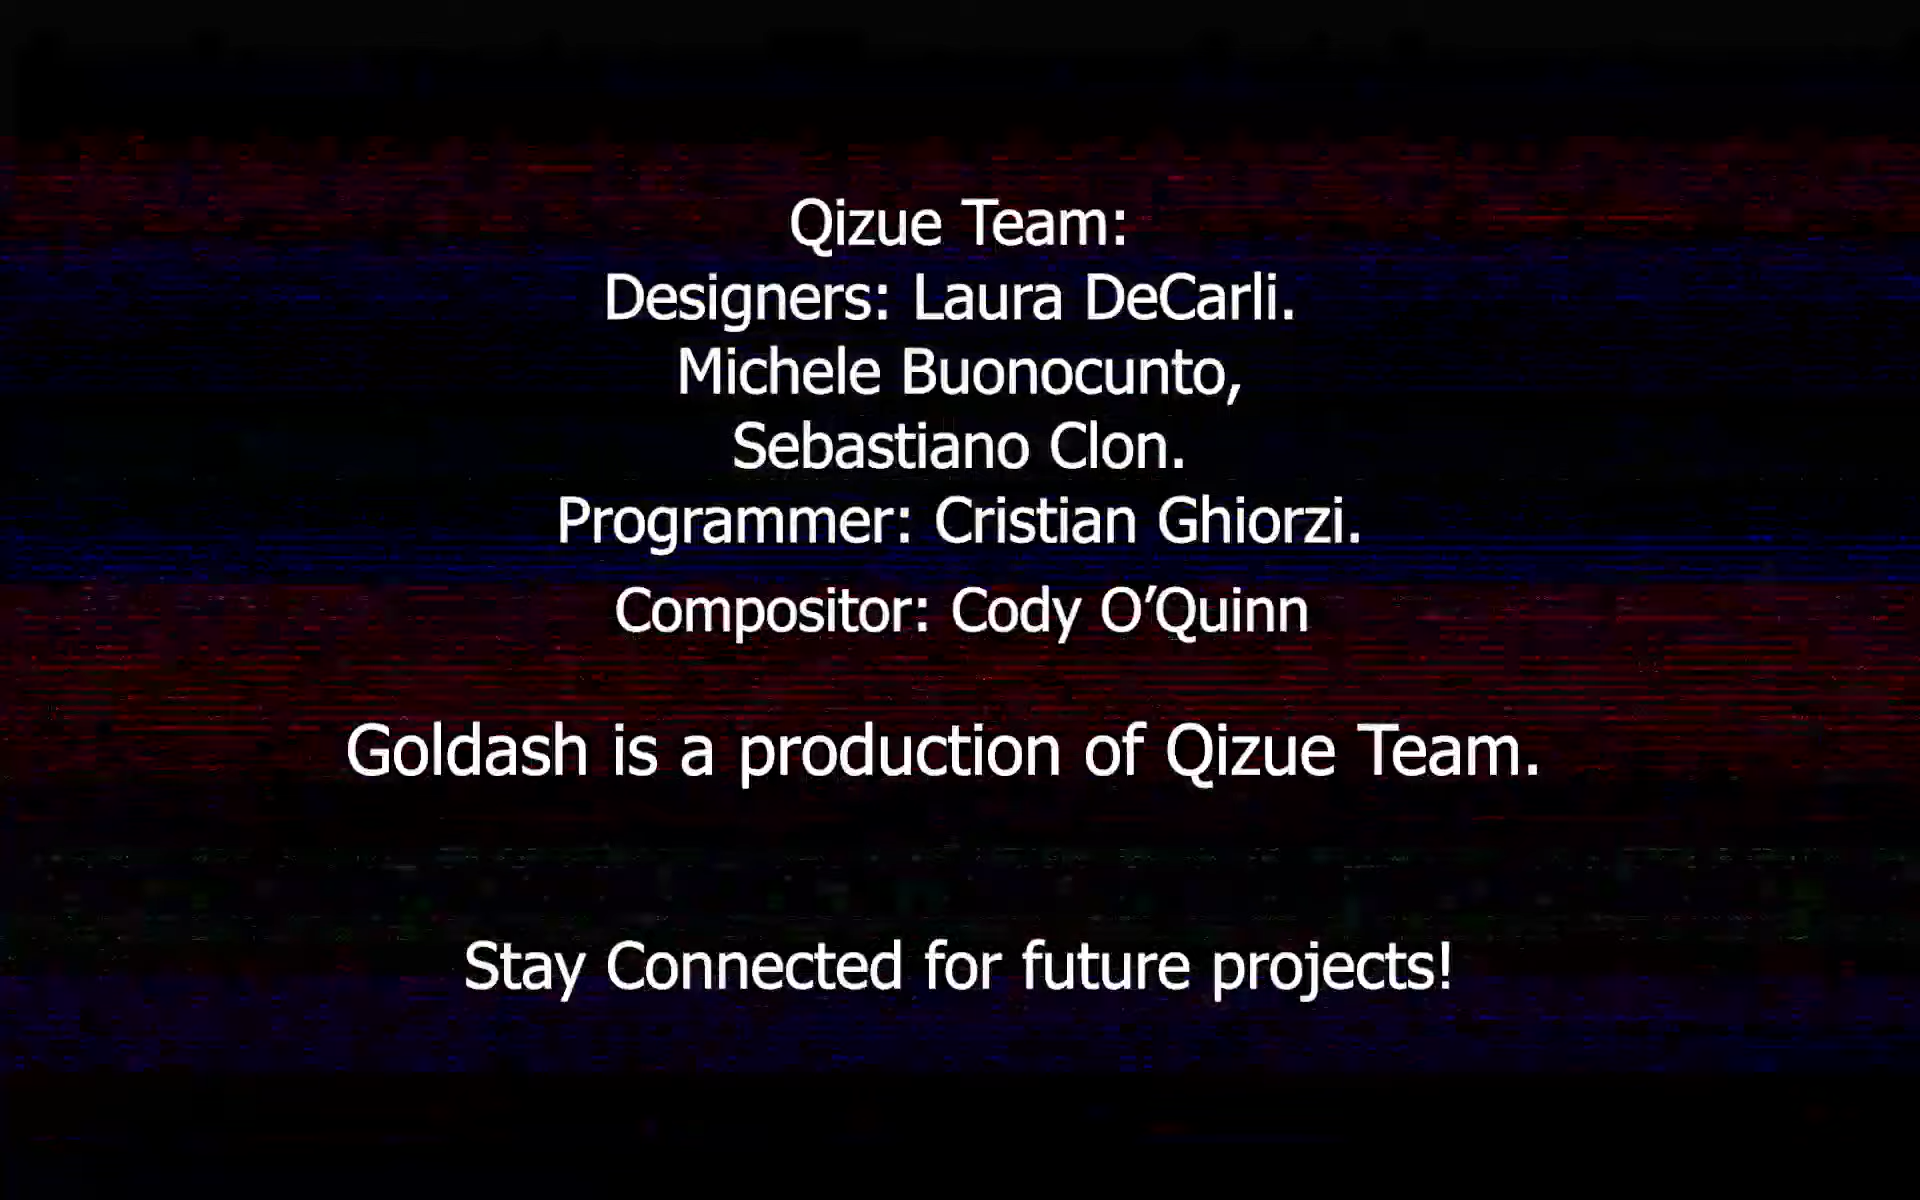 Qizue Team:
Designers: Laura DeCarli.
Michele Buonocunto,
Sebastiano Clon.
Programmer: Cristian Ghiorzi.
Compositor: Cody O’Quinn
Goldash is a production of Qizue Team.
Stay Connected for future projects!